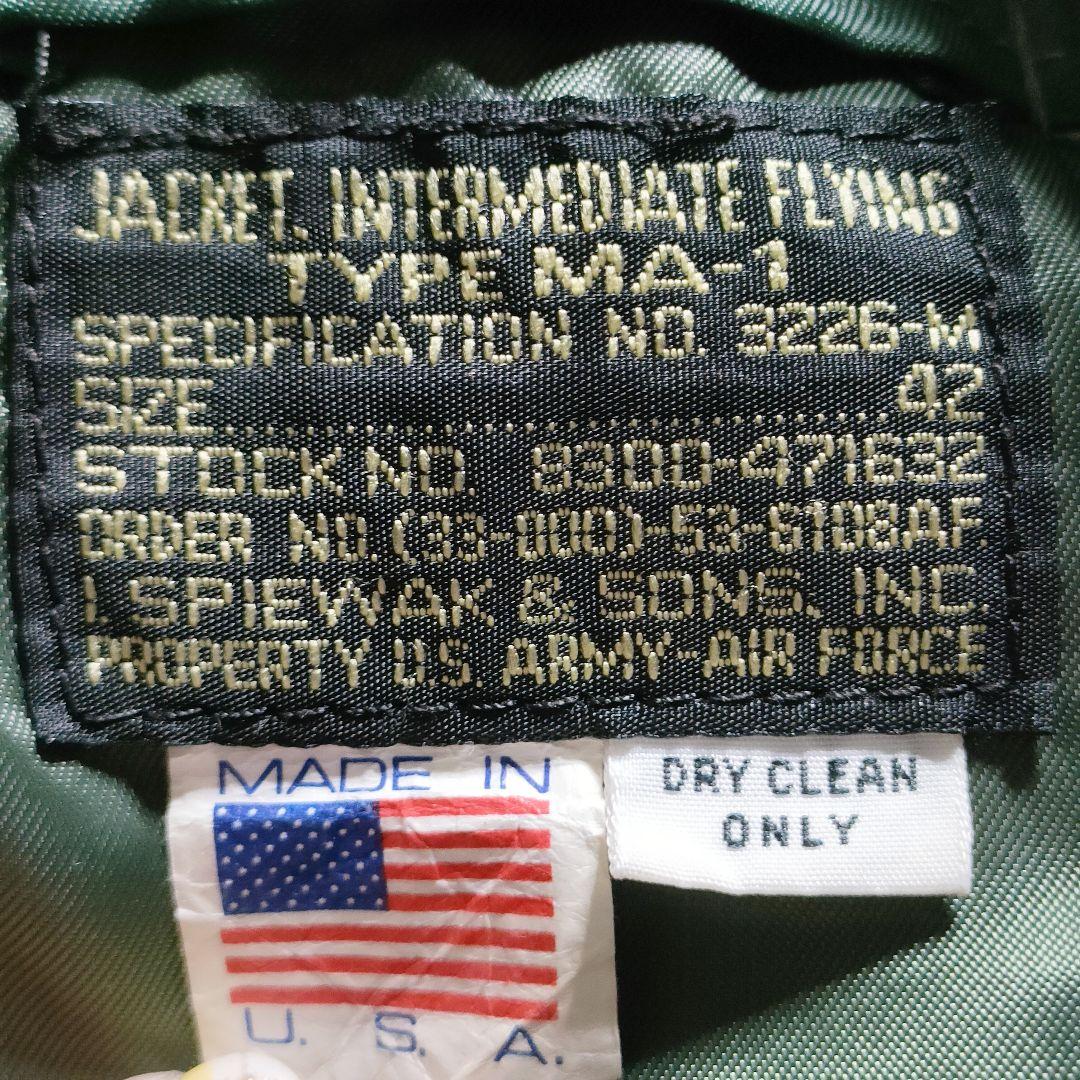 JACKET. INTERMEDIATE FLYING
TYPE MA-1
SPECIFICATION NO. 3226-M
SIZE........................................42
STOCK NO. 8300-471632
ORDER NO. (33-000)-53-5108AF.
I. SPIEWAK & SONS, INC.
PROPERTY U.S. ARMY-AIR FORCE
MADE IN
U. S. A.
DRY CLEAN
ONLY